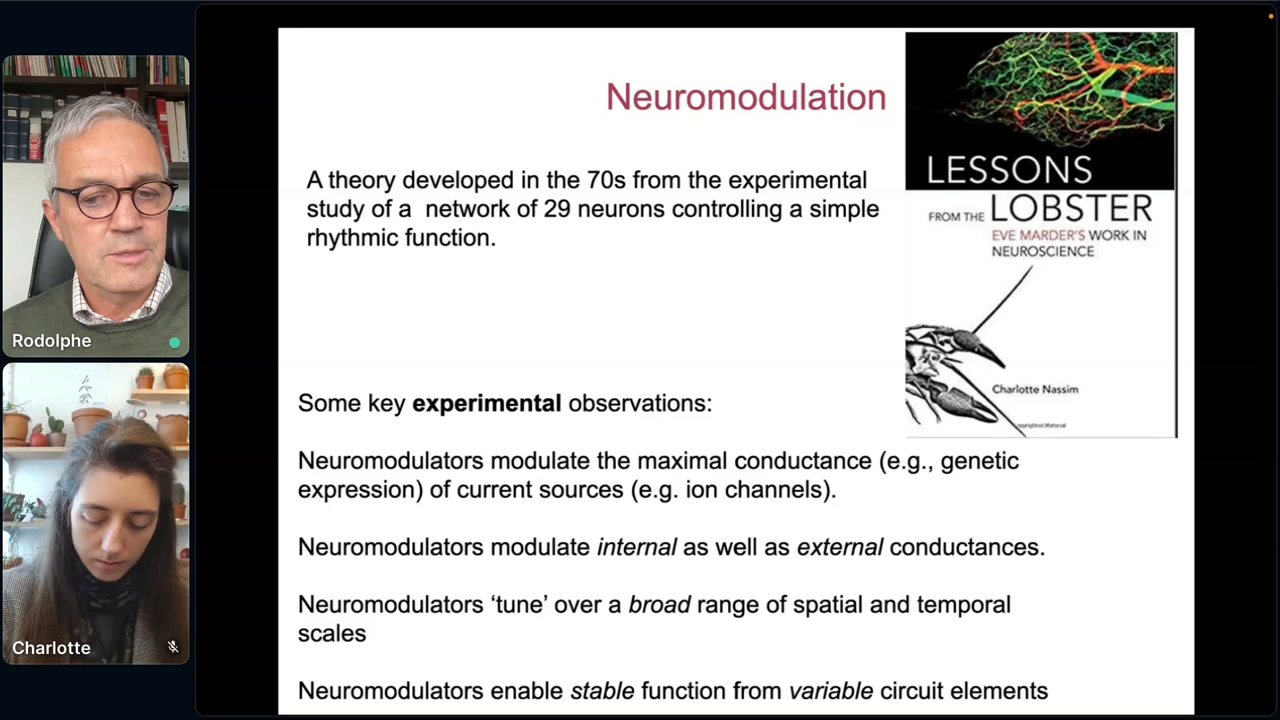 Neuromodulation
A theory developed in the 70s from the experimental
study of a network of 29 neurons controlling a simple
rhythmic function.
LESSONS
FROM THE LOBSTER
EVE MARDER'S WORK IN
NEUROSCIENCE
Charlotte Nassim
Some key experimental observations:
Neuromodulators modulate the maximal conductance (e.g., genetic
expression) of current sources (e.g. ion channels).
Neuromodulators modulate internal as well as external conductances.
Neuromodulators ‘tune’ over a broad range of spatial and temporal
scales
Neuromodulators enable stable function from variable circuit elements
Rodolphe
Charlotte